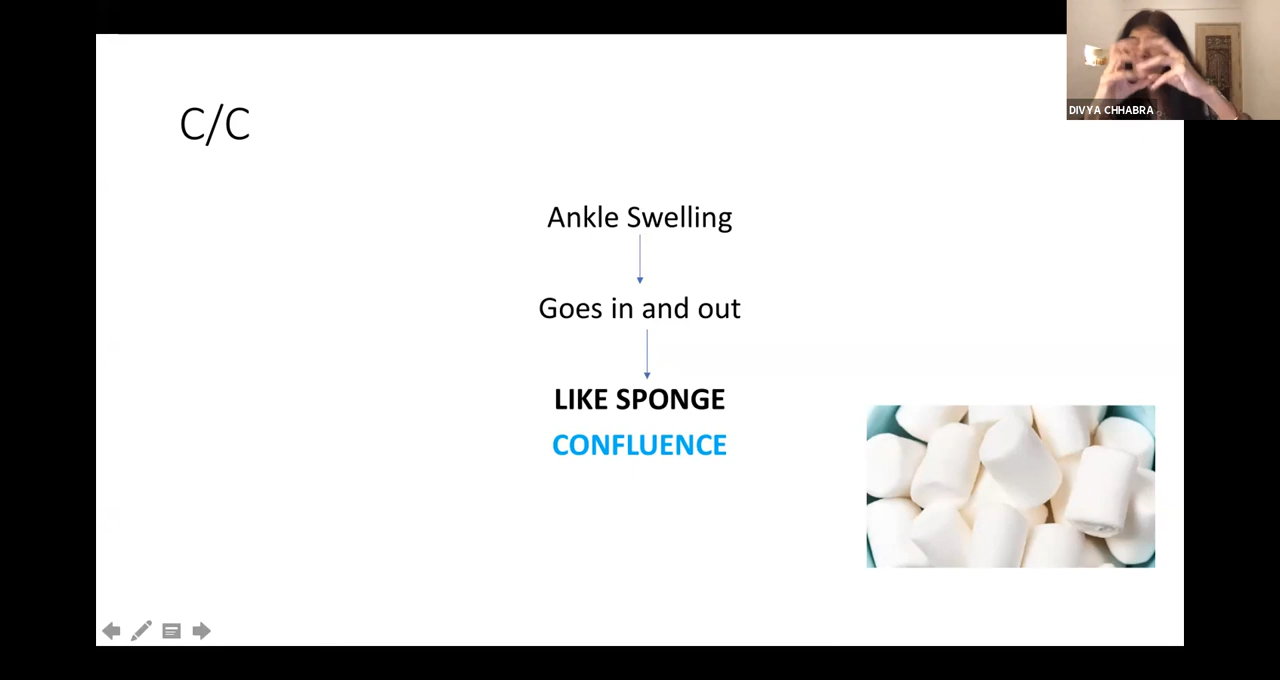 DIVYA CHHABRA
C/C
Ankle Swelling
Goes in and out
LIKE SPONGE
CONFLUENCE